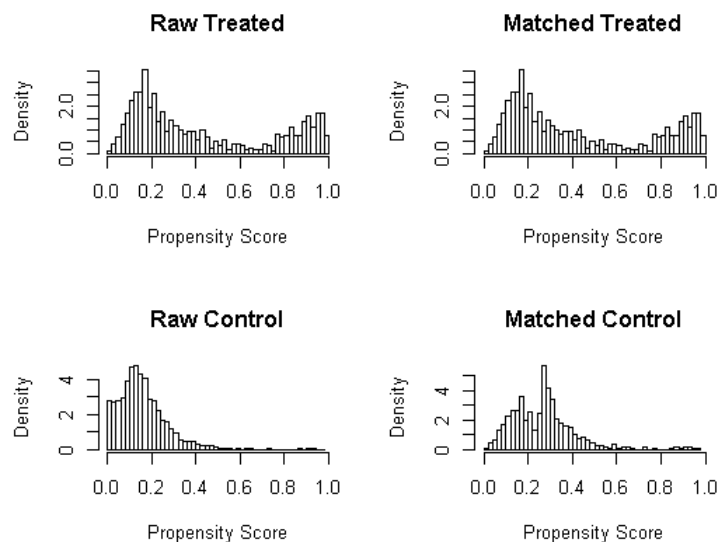 Raw Treated
Matched Treated
Density
2.0
0.0
0.0 0.2 0.4 0.6 0.8 1.0
Propensity Score
Density
2.0
0.0
0.0 0.2 0.4 0.6 0.8 1.0
Propensity Score
Raw Control
Matched Control
Density
4
2
0
0.0 0.2 0.4 0.6 0.8 1.0
Propensity Score
Density
4
2
0
0.0 0.2 0.4 0.6 0.8 1.0
Propensity Score